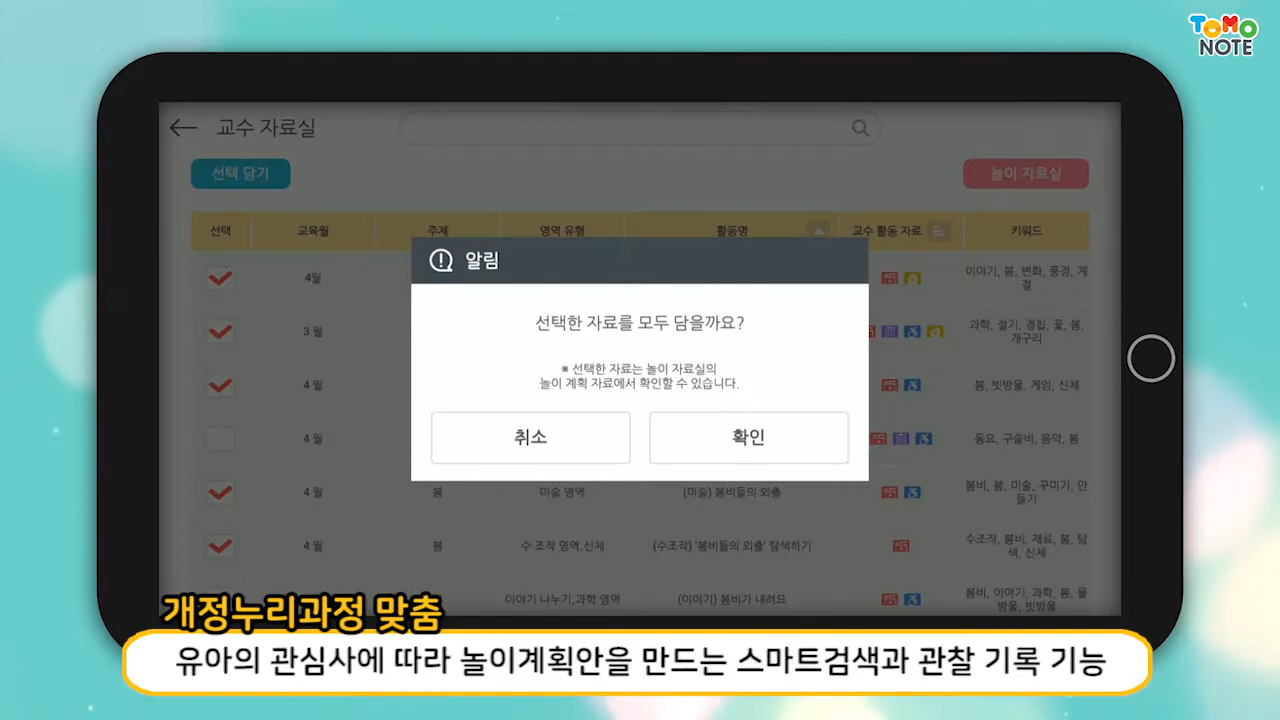 TOMO
NOTE
교수 자료실
선택 담기
놀이 자료실
선택 교육월 주제 영역 유형 활동명 교수 활동 자료 키워드
4월 이야기, 봄, 변화, 풍경, 계절
3 월 과학, 절기, 경칩, 꽃, 봄, 개구리
4 월 봄, 빗방울, 게임, 신체
4 월 동요, 구슬비, 음악, 봄
4 월 봄 미술 영역 (미술) 봄비들의 외출 봄비, 봄, 미술, 꾸미기, 만들기
4 월 봄 수·조작 영역,신체 (수조작) '봄비들의 외출' 탐색하기 수조작, 봄비, 재료, 봄, 탐색, 신체
이야기 나누기,과학 영역 (이야기) 봄비가 내려요 봄비, 이야기, 과학, 봄, 물방울, 빗방울
알림
선택한 자료를 모두 담을까요?
※ 선택한 자료는 놀이 자료실의
놀이 계획 자료에서 확인할 수 있습니다.
취소 확인
개정누리과정 맞춤
유아의 관심사에 따라 놀이계획안을 만드는 스마트검색과 관찰 기록 기능